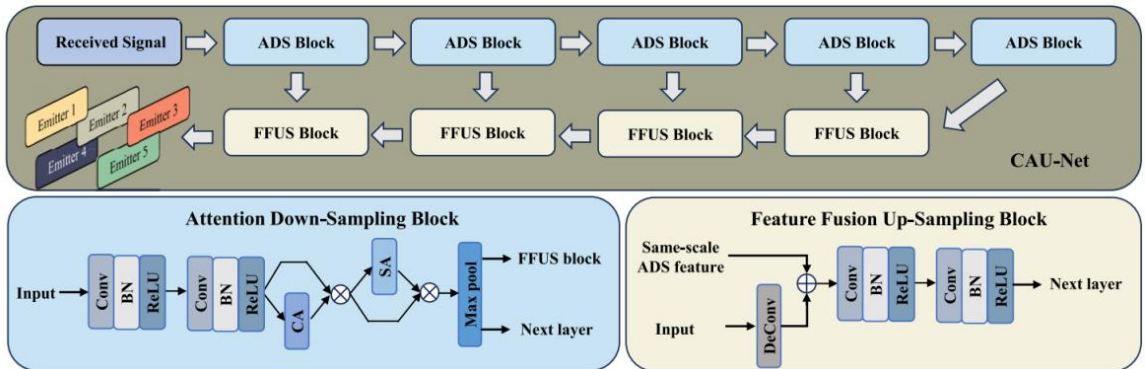 Received Signal
ADS Block
ADS Block
ADS Block
ADS Block
ADS Block
Emitter 1
Emitter 2
Emitter 3
Emitter 4
Emitter 5
FFUS Block
FFUS Block
FFUS Block
FFUS Block
CAU-Net
Attention Down-Sampling Block
Input
Conv
BN
ReLU
Conv
BN
ReLU
CA
SA
Max pool
FFUS block
Next layer
Feature Fusion Up-Sampling Block
Same-scale
ADS feature
Input
DeConv
Conv
BN
ReLU
Conv
BN
ReLU
Next layer